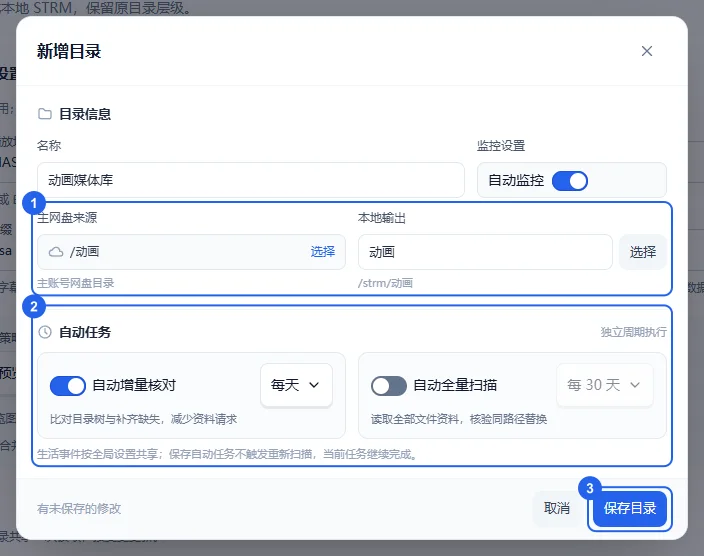 本地 STRM，保留原目录层级。
新增目录
目录信息
名称
监控设置
动画媒体库
自动监控
1
主网盘来源
本地输出
/动画
选择
动画
选择
主账号网盘目录
/strm/动画
2
自动任务
独立周期执行
自动增量核对
每天
自动全量扫描
每 30 天
比对目录树与补齐缺失，减少资料请求
读取全部文件资料，核验同路径替换
生活事件按全局设置共享；保存自动任务不触发重新扫描，当前任务继续完成。
3
有未保存的修改
取消
保存目录